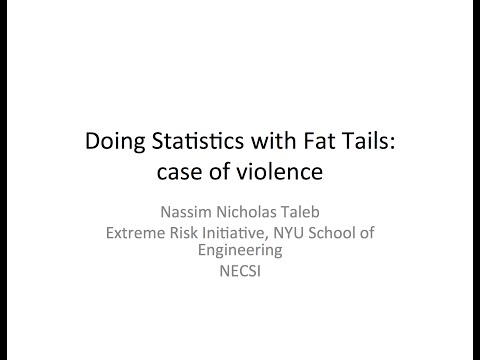 Doing Statistics with Fat Tails:
case of violence
Nassim Nicholas Taleb
Extreme Risk Initiative, NYU School of
Engineering
NECSI